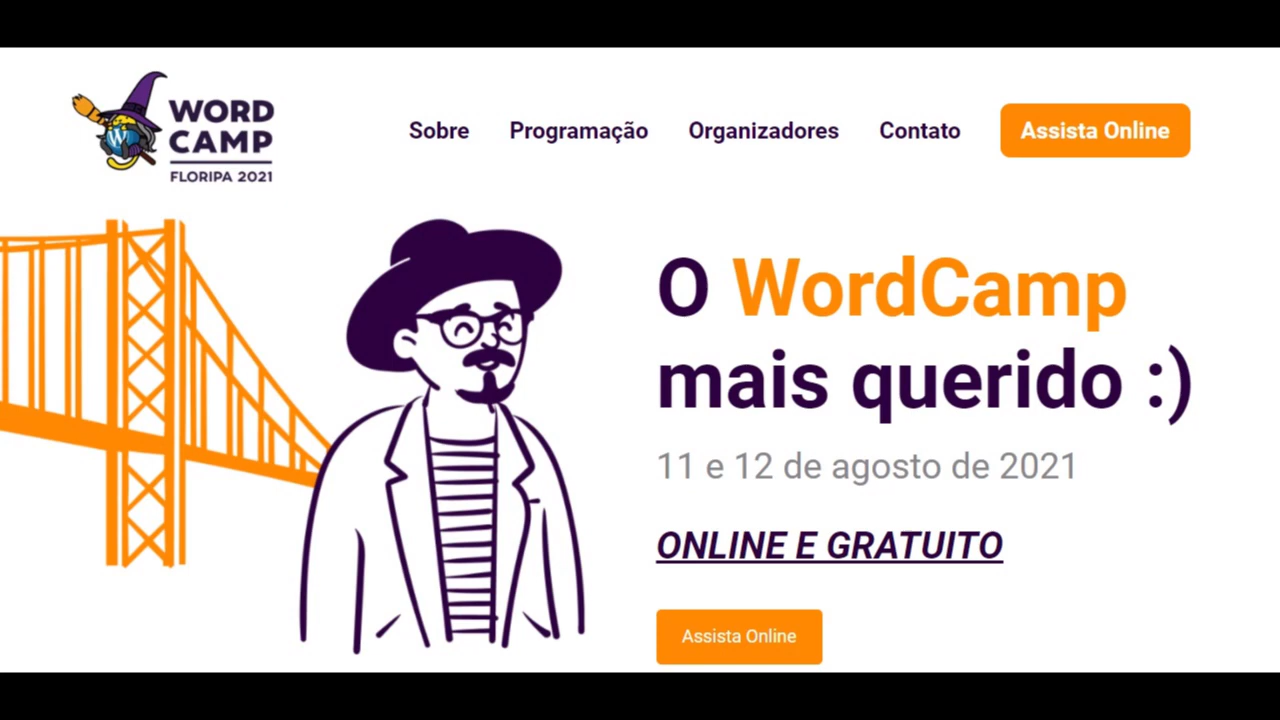 WORD
CAMP
FLORIPA 2021
Sobre Programação Organizadores Contato Assista Online
O WordCamp
mais querido :)
11 e 12 de agosto de 2021
ONLINE E GRATUITO
Assista Online